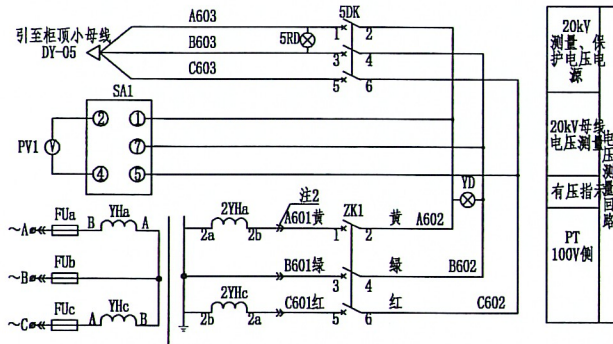 A603
5DK
引至柜顶小母线
DY-05
1 2
B603
5RD
3 4
C603
5 6
SA1
2 1
7
PV1
V
4 5
YD
注2
~A FUa B YHa A
2YHa
2a 2b
A601黄
ZK1
1 2
黄
A602
~B FUb
B601绿
3 4
绿
B602
~C FUc A YHc B
2YHc
2b 2a
C601红
5 6
红
C602
20kV
测量、保
护电压电
源
20kV母线
电压测量
有压指示
PT
100V侧
电压测量回路